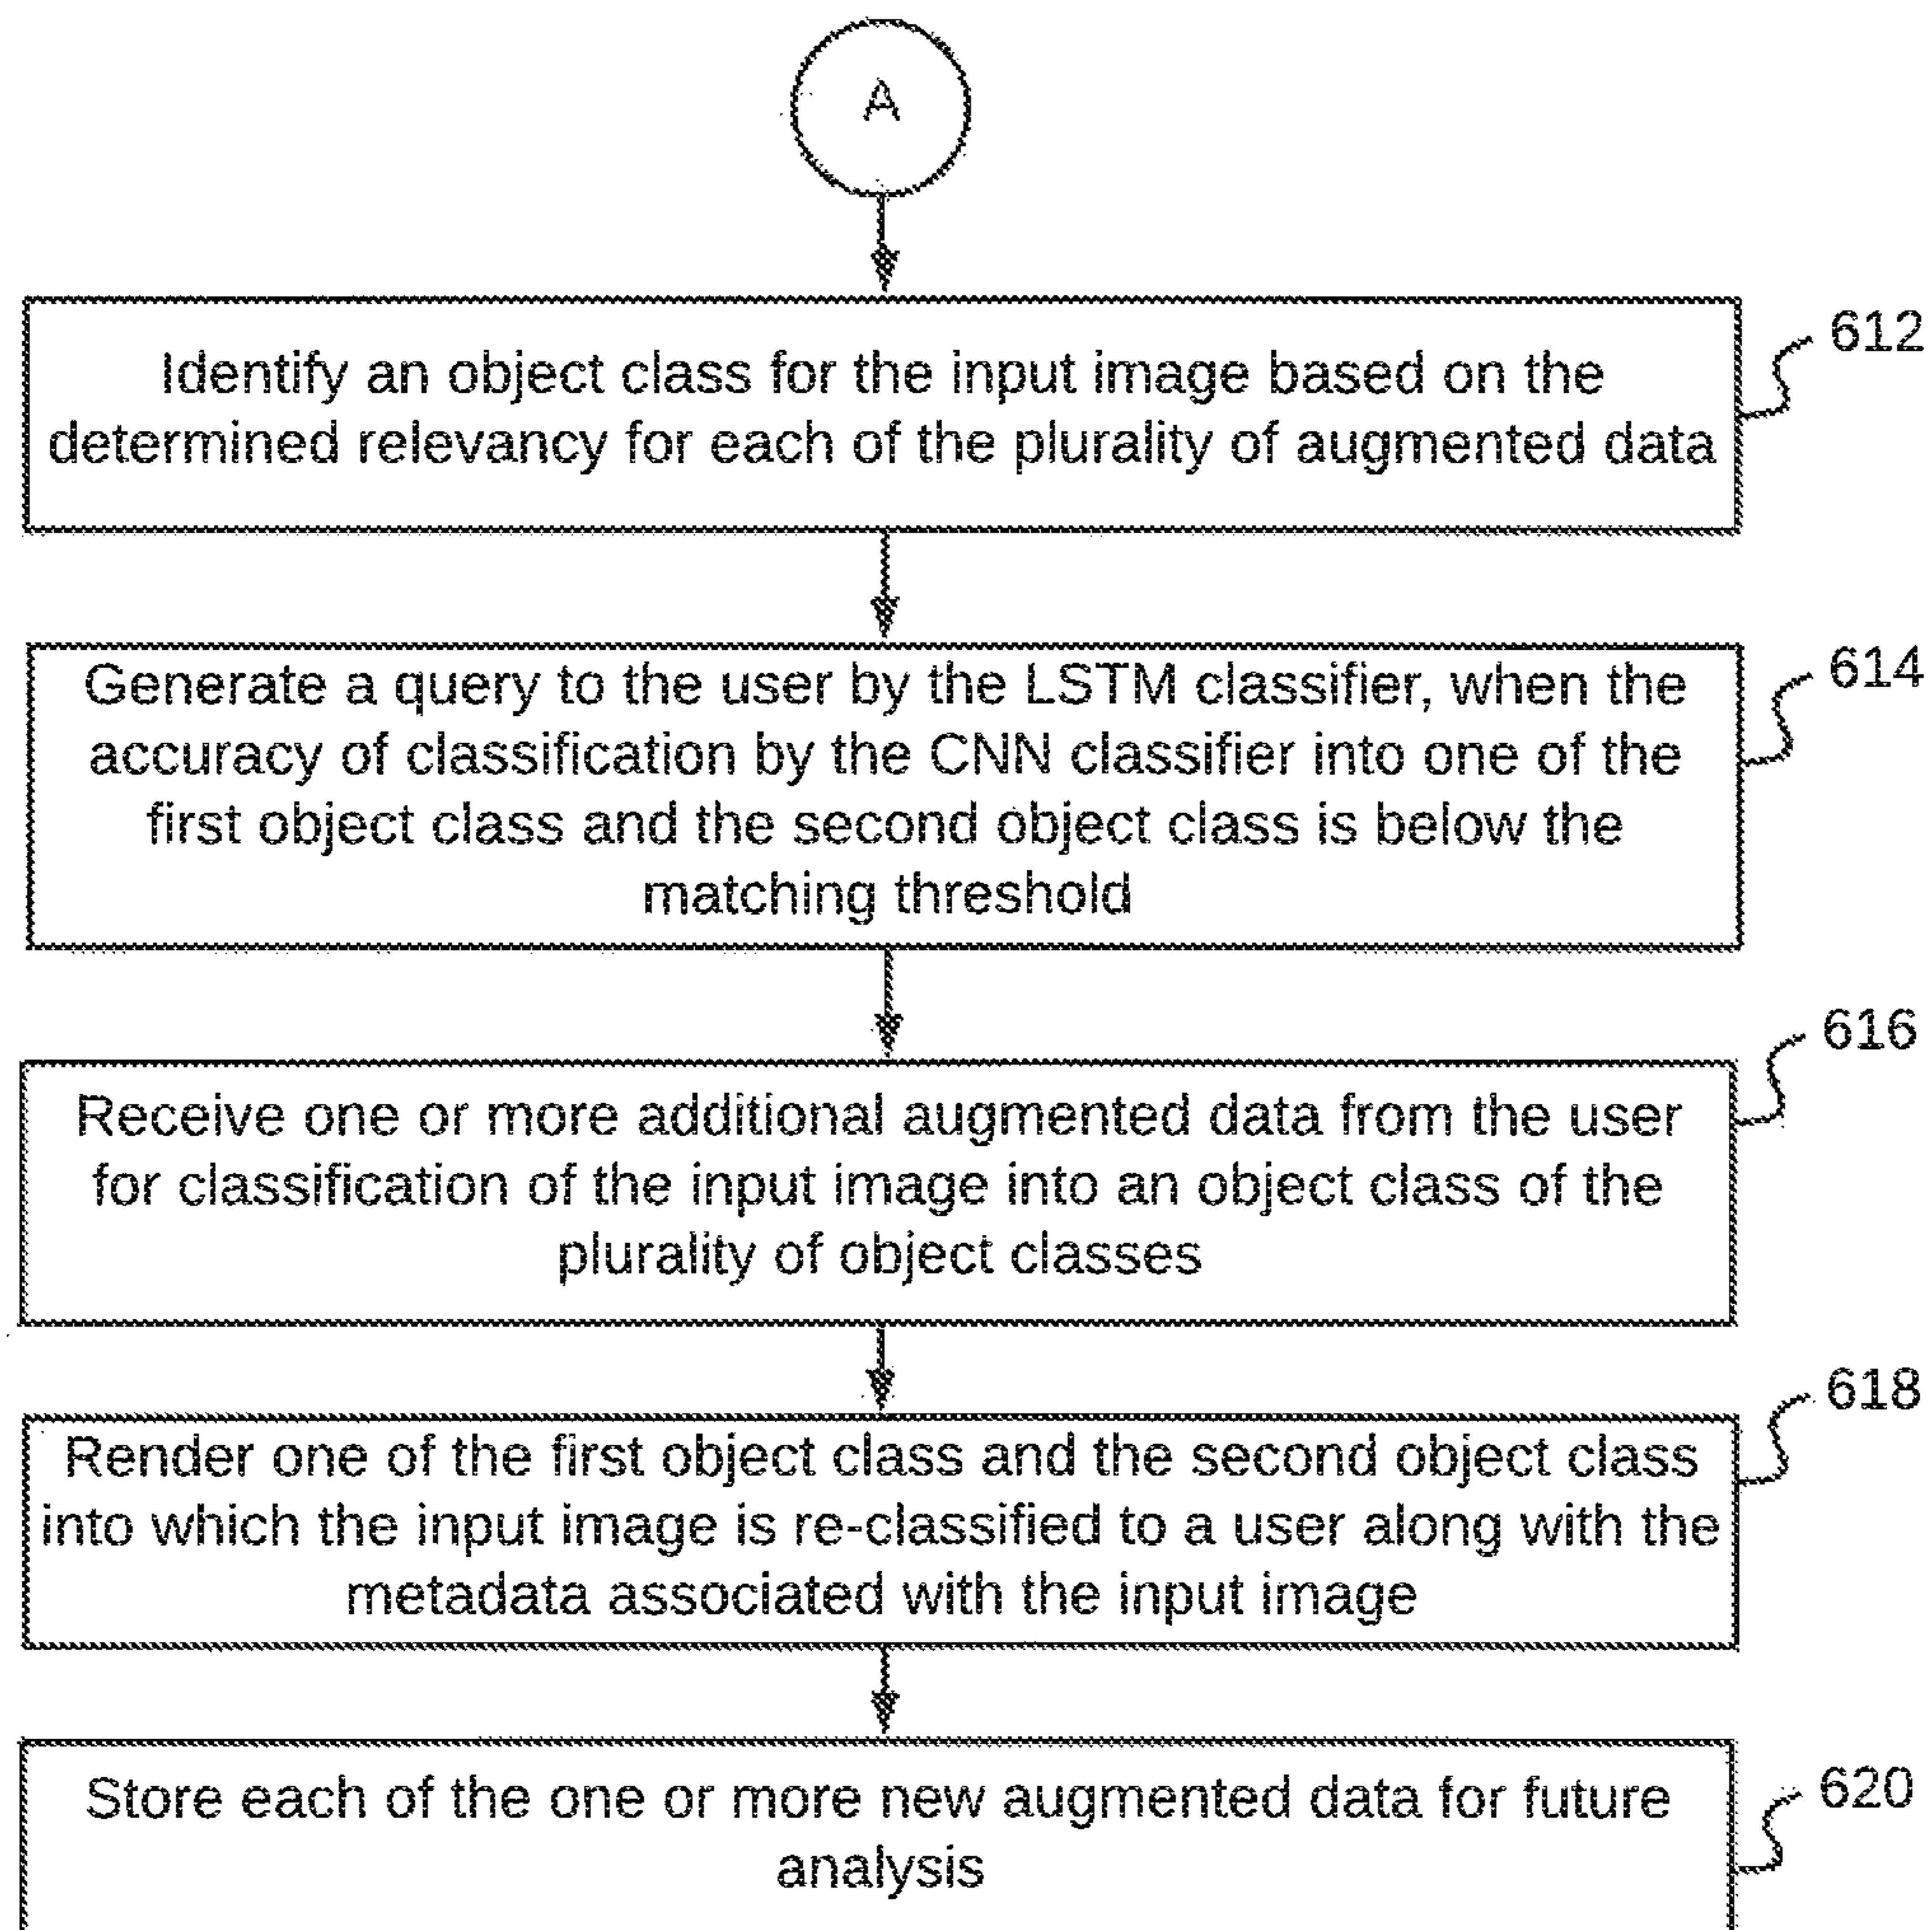 A
612
Identify an object class for the input image based on the
determined relevancy for each of the plurality of augmented data
614
Generate a query to the user by the LSTM classifier, when the
accuracy of classification by the CNN classifier into one of the
first object class and the second object class is below the
matching threshold
616
Receive one or more additional augmented data from the user
for classification of the input image into an object class of the
plurality of object classes
618
Render one of the first object class and the second object class
into which the input image is re-classified to a user along with the
metadata associated with the input image
620
Store each of the one or more new augmented data for future
analysis